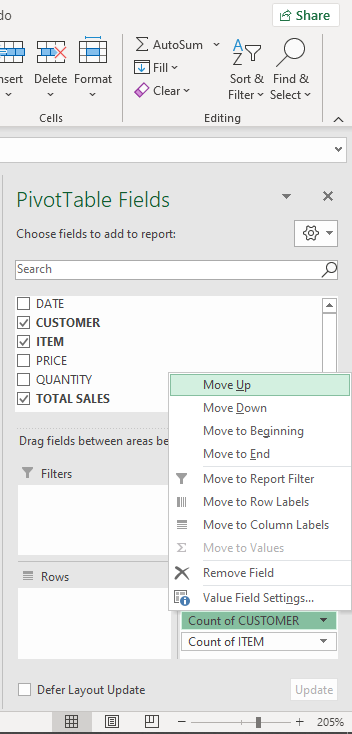 do
Share
nsert
Delete
Format
Cells
AutoSum
Fill
Clear
Sort &
Filter
Find &
Select
Editing
PivotTable Fields
Choose fields to add to report:
Search
DATE
CUSTOMER
ITEM
PRICE
QUANTITY
TOTAL SALES
Drag fields between areas be
Filters
Rows
Move Up
Move Down
Move to Beginning
Move to End
Move to Report Filter
Move to Row Labels
Move to Column Labels
Move to Values
Remove Field
Value Field Settings...
Count of CUSTOMER
Count of ITEM
Defer Layout Update
Update
205%